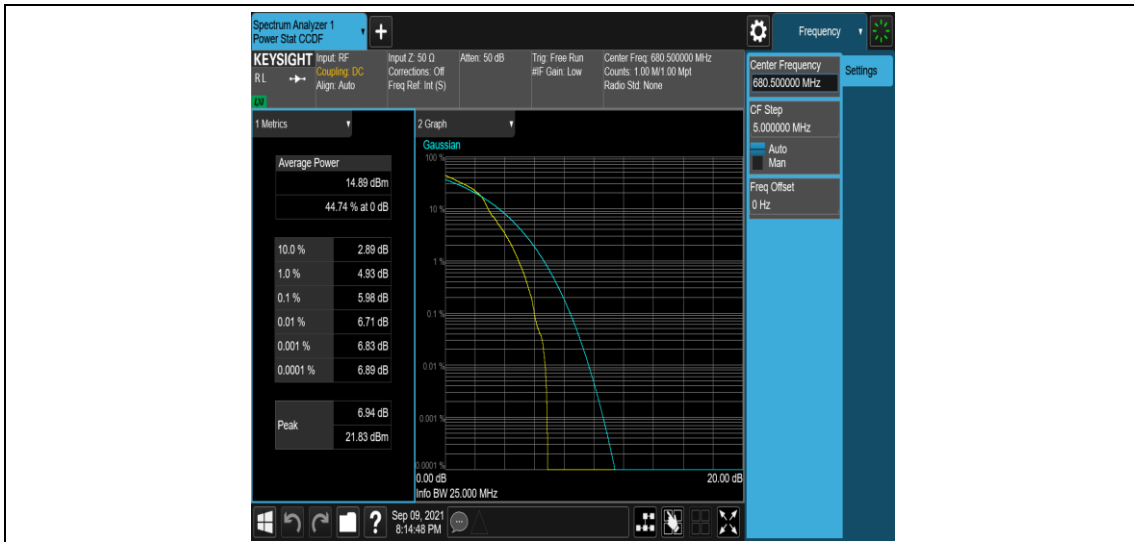 Spectrum Analyzer 1
Power Stat CCDF
Frequency
KEYSIGHT
RL
LXI
Input: RF
Coupling: DC
Align: Auto
Input Z: 50 Ω
Corrections: Off
Freq Ref: Int (S)
Atten: 50 dB
Trig: Free Run
#IF Gain: Low
Center Freq: 680.500000 MHz
Counts: 1.00 M/1.00 Mpt
Radio Std: None
Center Frequency
680.500000 MHz
Settings
CF Step
5.000000 MHz
Auto
Man
Freq Offset
0 Hz
1 Metrics
Average Power
14.89 dBm
44.74 % at 0 dB
10.0 % 2.89 dB
1.0 % 4.93 dB
0.1 % 5.98 dB
0.01 % 6.71 dB
0.001 % 6.83 dB
0.0001 % 6.89 dB
Peak
6.94 dB
21.83 dBm
2 Graph
Gaussian
100 %
10 %
1 %
0.1 %
0.01 %
0.001 %
0.0001 %
0.00 dB 20.00 dB
Info BW 25.000 MHz
Sep 09, 2021
8:14:48 PM